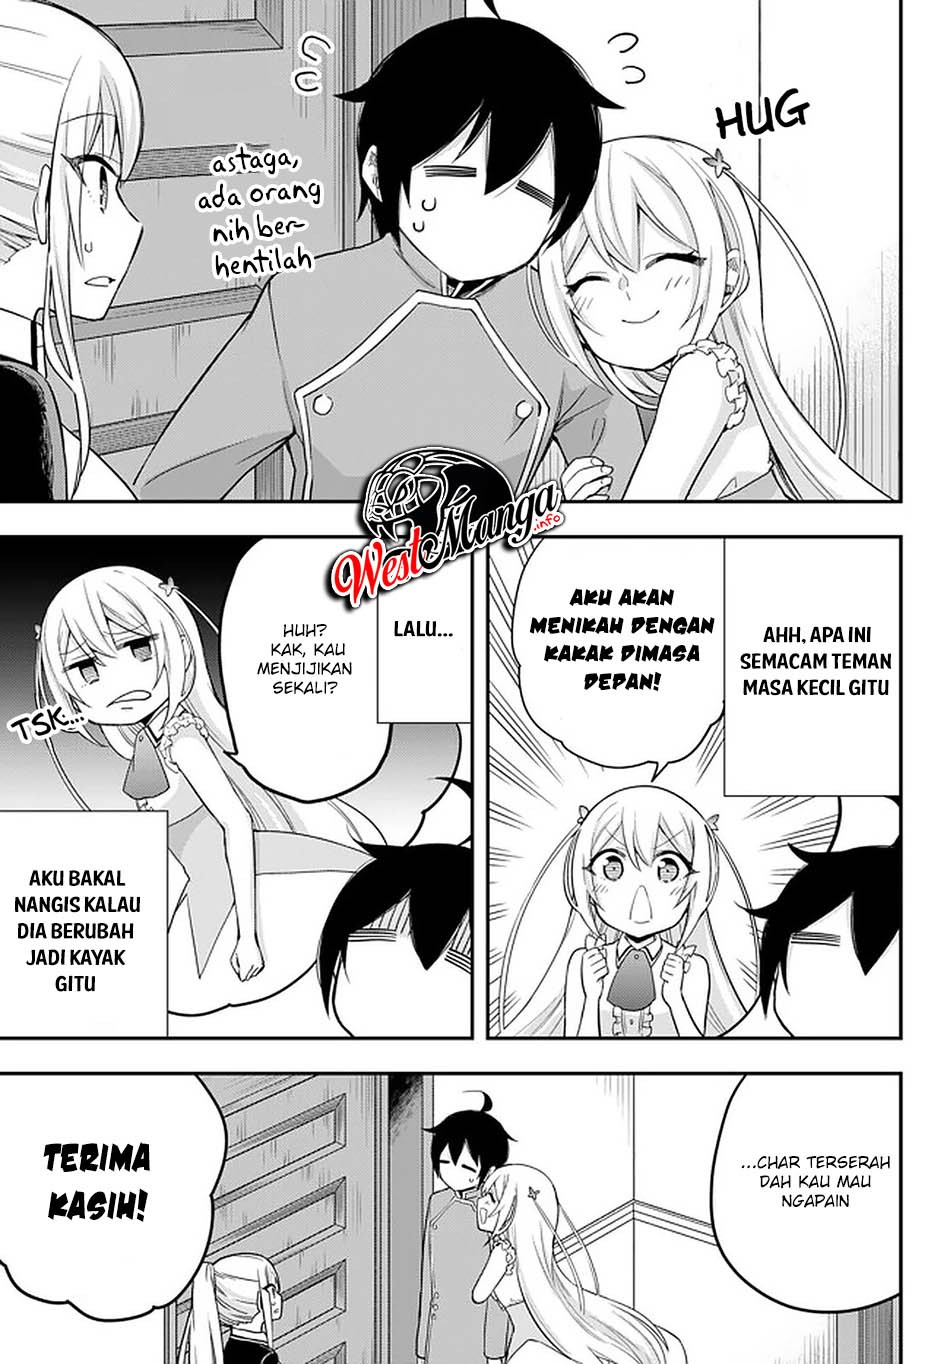 HUG
astaga,
ada orang
nih ber-
hentilah
WestManga
.info
AHH, APA INI
SEMACAM TEMAN
MASA KECIL GITU
AKU AKAN
MENIKAH DENGAN
KAKAK DIMASA
DEPAN!
LALU...
HUH?
KAK, KAU
MENJIJIKAN
SEKALI?
TSK...
AKU BAKAL
NANGIS KALAU
DIA BERUBAH
JADI KAYAK
GITU
...CHAR TERSERAH
DAH KAU MAU
NGAPAIN
TERIMA
KASIH!